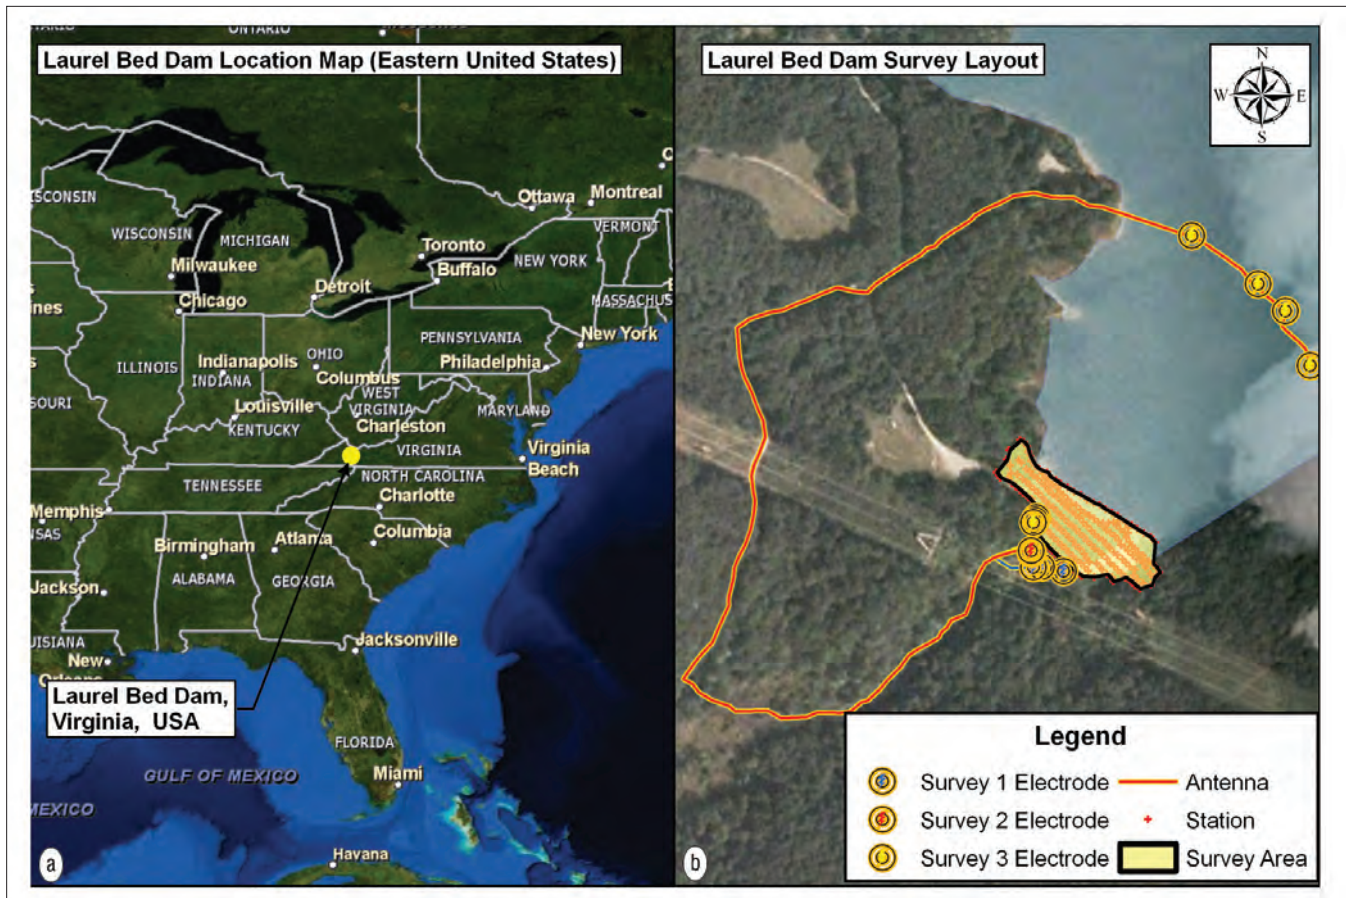 ONTARIO
Laurel Bed Dam Location Map (Eastern United States)
Ottawa
Montreal
WISCONSIN
MICHIGAN
VERMONT
Toronto
NEW YORK
Milwaukee
Buffalo
Detroit
Chicago
MASSACHUS
New York
PENNSYLVANIA
Philadelphia
ILLINOIS
Indianapolis
INDIANA
OHIO
Columbus
WEST
VIRGINIA
MARYLAND
Louisville
KENTUCKY
Charleston
VIRGINIA
Virginia
Beach
NORTH CAROLINA
TENNESSEE
Charlotte
Memphis
Columbia
Birmingham
Atlanta
ALABAMA
GEORGIA
Jackson
Jacksonville
New
Orleans
Laurel Bed Dam,
Virginia, USA
FLORIDA
GULF OF MEXICO
Miami
MEXICO
Havana
a
Laurel Bed Dam Survey Layout
N
W E
S
Legend
Survey 1 Electrode Antenna
Survey 2 Electrode Station
Survey 3 Electrode Survey Area
b